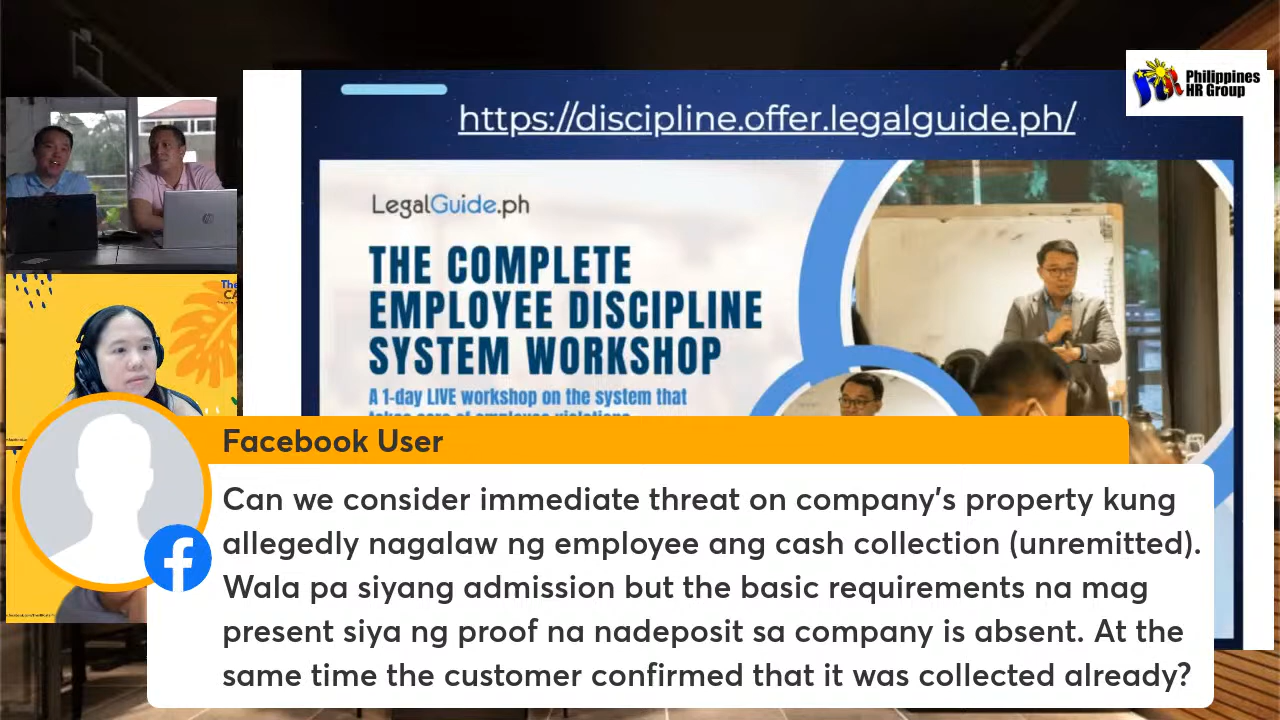 Philippines
HR Group
https://discipline.offer.legalguide.ph/
LegalGuide.ph
THE COMPLETE
EMPLOYEE DISCIPLINE
SYSTEM WORKSHOP
A 1-day LIVE workshop on the system that
Facebook User
Can we consider immediate threat on company's property kung
allegedly nagalaw ng employee ang cash collection (unremitted).
Wala pa siyang admission but the basic requirements na mag
present siya ng proof na nadeposit sa company is absent. At the
same time the customer confirmed that it was collected already?